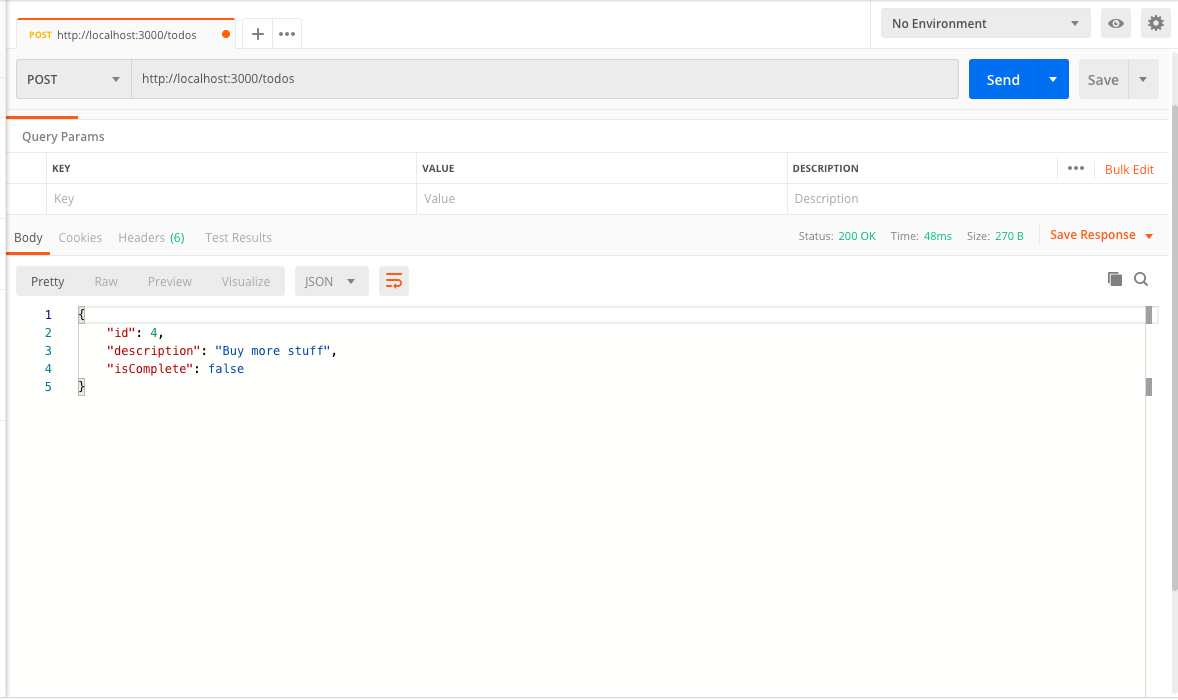 POST http://localhost:3000/todos
No Environment
POST http://localhost:3000/todos Send Save
Query Params
KEY VALUE DESCRIPTION Bulk Edit
Key Value Description
Body Cookies Headers (6) Test Results Status: 200 OK Time: 48ms Size: 270 B Save Response
Pretty Raw Preview Visualize JSON
1 {
2 "id": 4,
3 "description": "Buy more stuff",
4 "isComplete": false
5 }